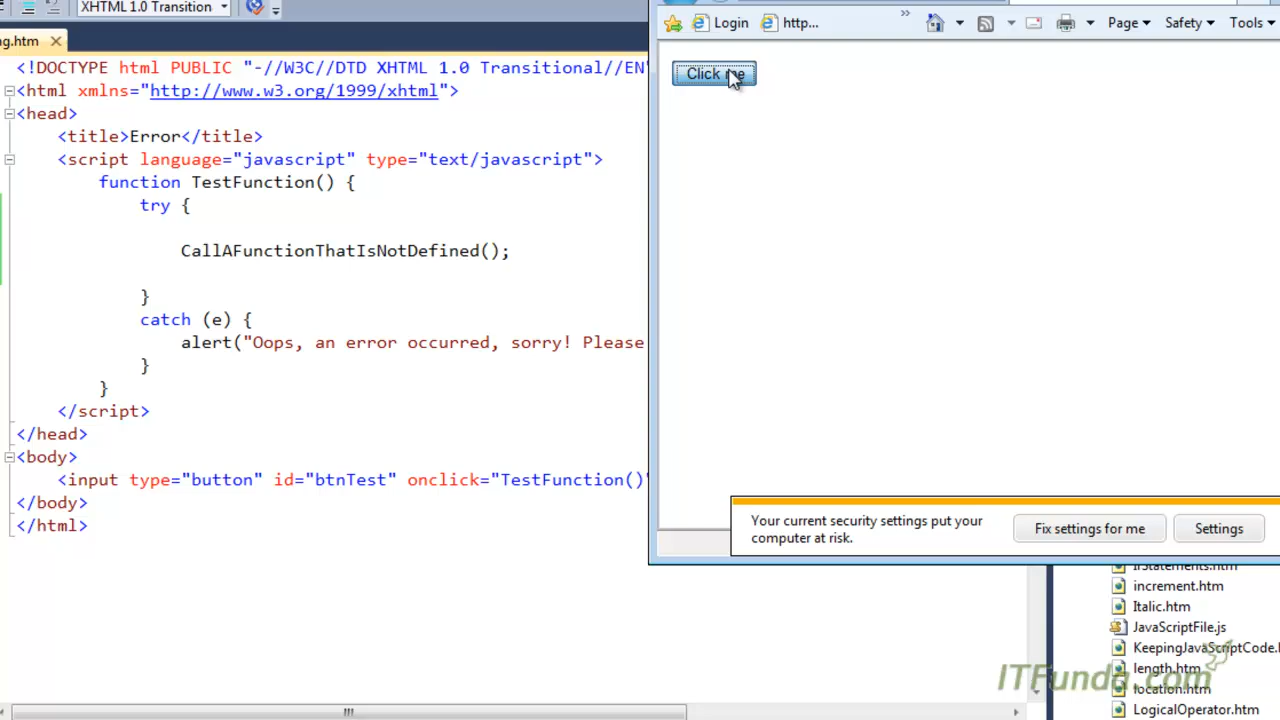 XHTML 1.0 Transition
ng.htm
<!DOCTYPE html PUBLIC "-//W3C//DTD XHTML 1.0 Transitional//EN"
<html xmlns="http://www.w3.org/1999/xhtml">
<head>
<title>Error</title>
<script language="javascript" type="text/javascript">
function TestFunction() {
try {
CallAFunctionThatIsNotDefined();
}
catch (e) {
alert("Oops, an error occurred, sorry! Please
}
}
</script>
</head>
<body>
<input type="button" id="btnTest" onclick="TestFunction()"
</body>
</html>
Login
http...
»
Page
Safety
Tools
Click me
Your current security settings put your
computer at risk.
Fix settings for me
Settings
IfStatements.htm
increment.htm
Italic.htm
JavaScriptFile.js
KeepingJavaScriptCode.h
length.htm
location.htm
LogicalOperator.htm
ITFunda.com